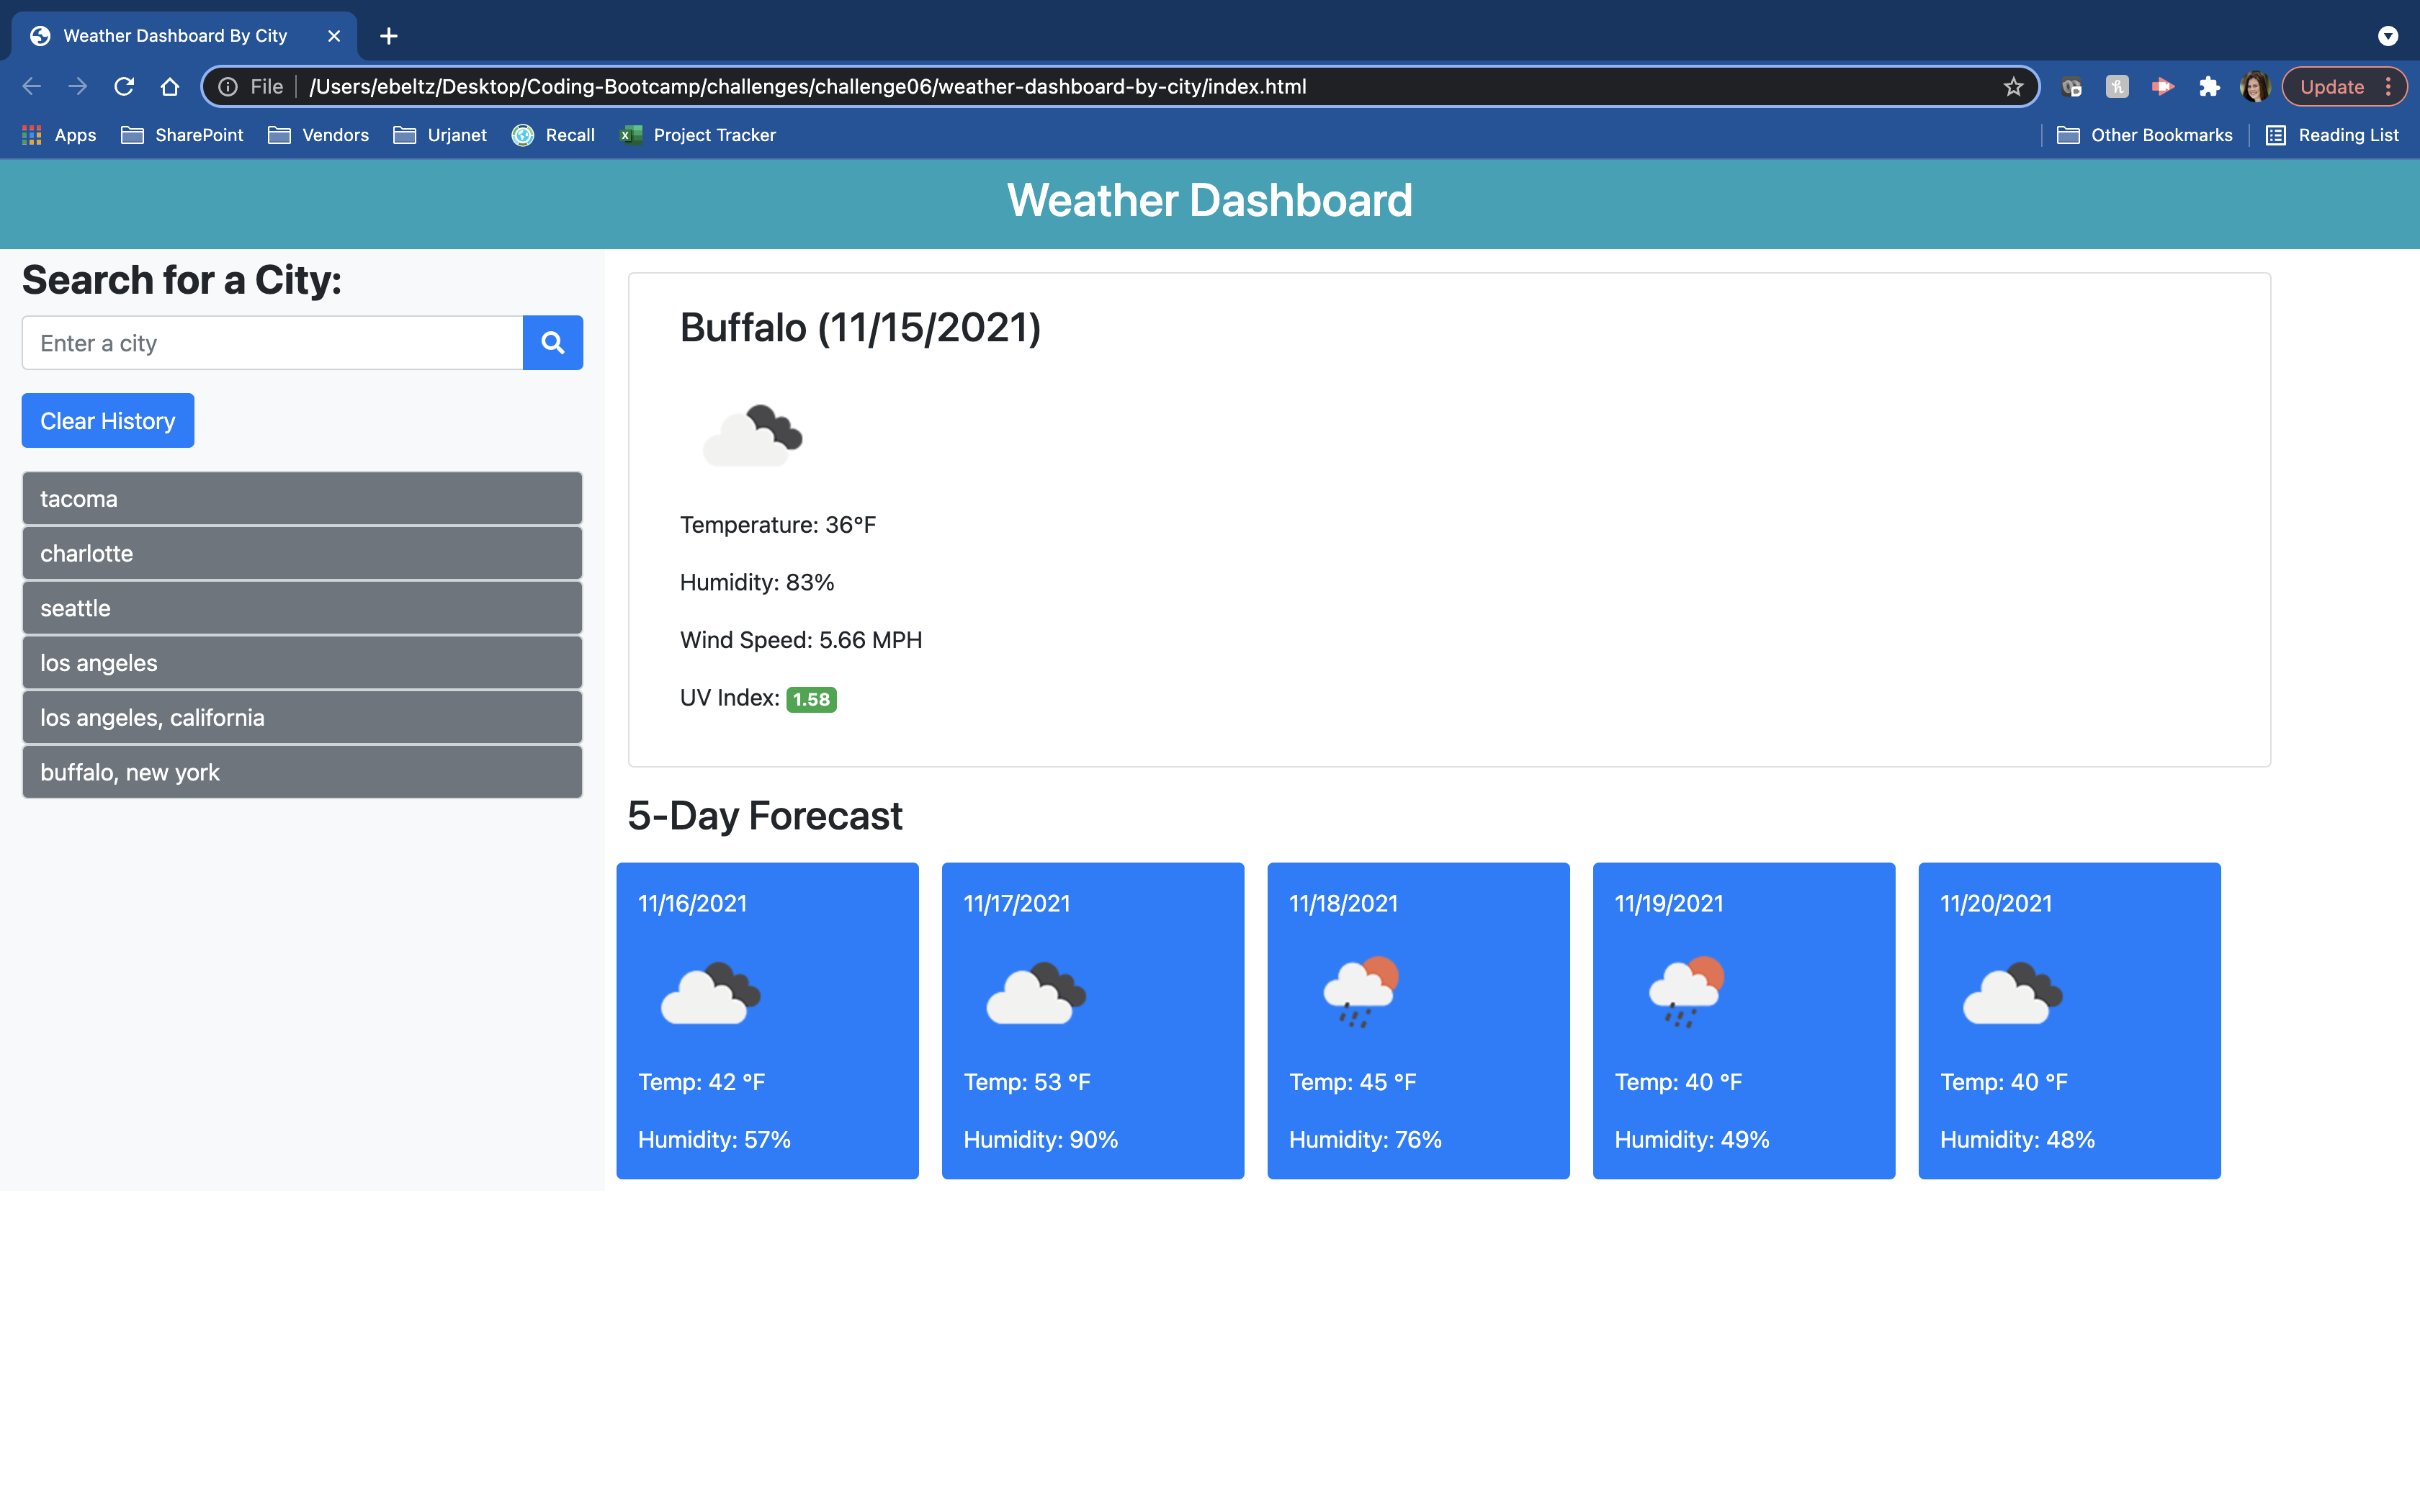 Weather Dashboard By City
File /Users/ebeltz/Desktop/Coding-Bootcamp/challenges/challenge06/weather-dashboard-by-city/index.html
Update
Apps SharePoint Vendors Urjanet Recall Project Tracker Other Bookmarks Reading List
Weather Dashboard
Search for a City:
Enter a city
Clear History
tacoma
charlotte
seattle
los angeles
los angeles, california
buffalo, new york
Buffalo (11/15/2021)
Temperature: 36°F
Humidity: 83%
Wind Speed: 5.66 MPH
UV Index: 1.58
5-Day Forecast
11/16/2021
Temp: 42 °F
Humidity: 57%
11/17/2021
Temp: 53 °F
Humidity: 90%
11/18/2021
Temp: 45 °F
Humidity: 76%
11/19/2021
Temp: 40 °F
Humidity: 49%
11/20/2021
Temp: 40 °F
Humidity: 48%